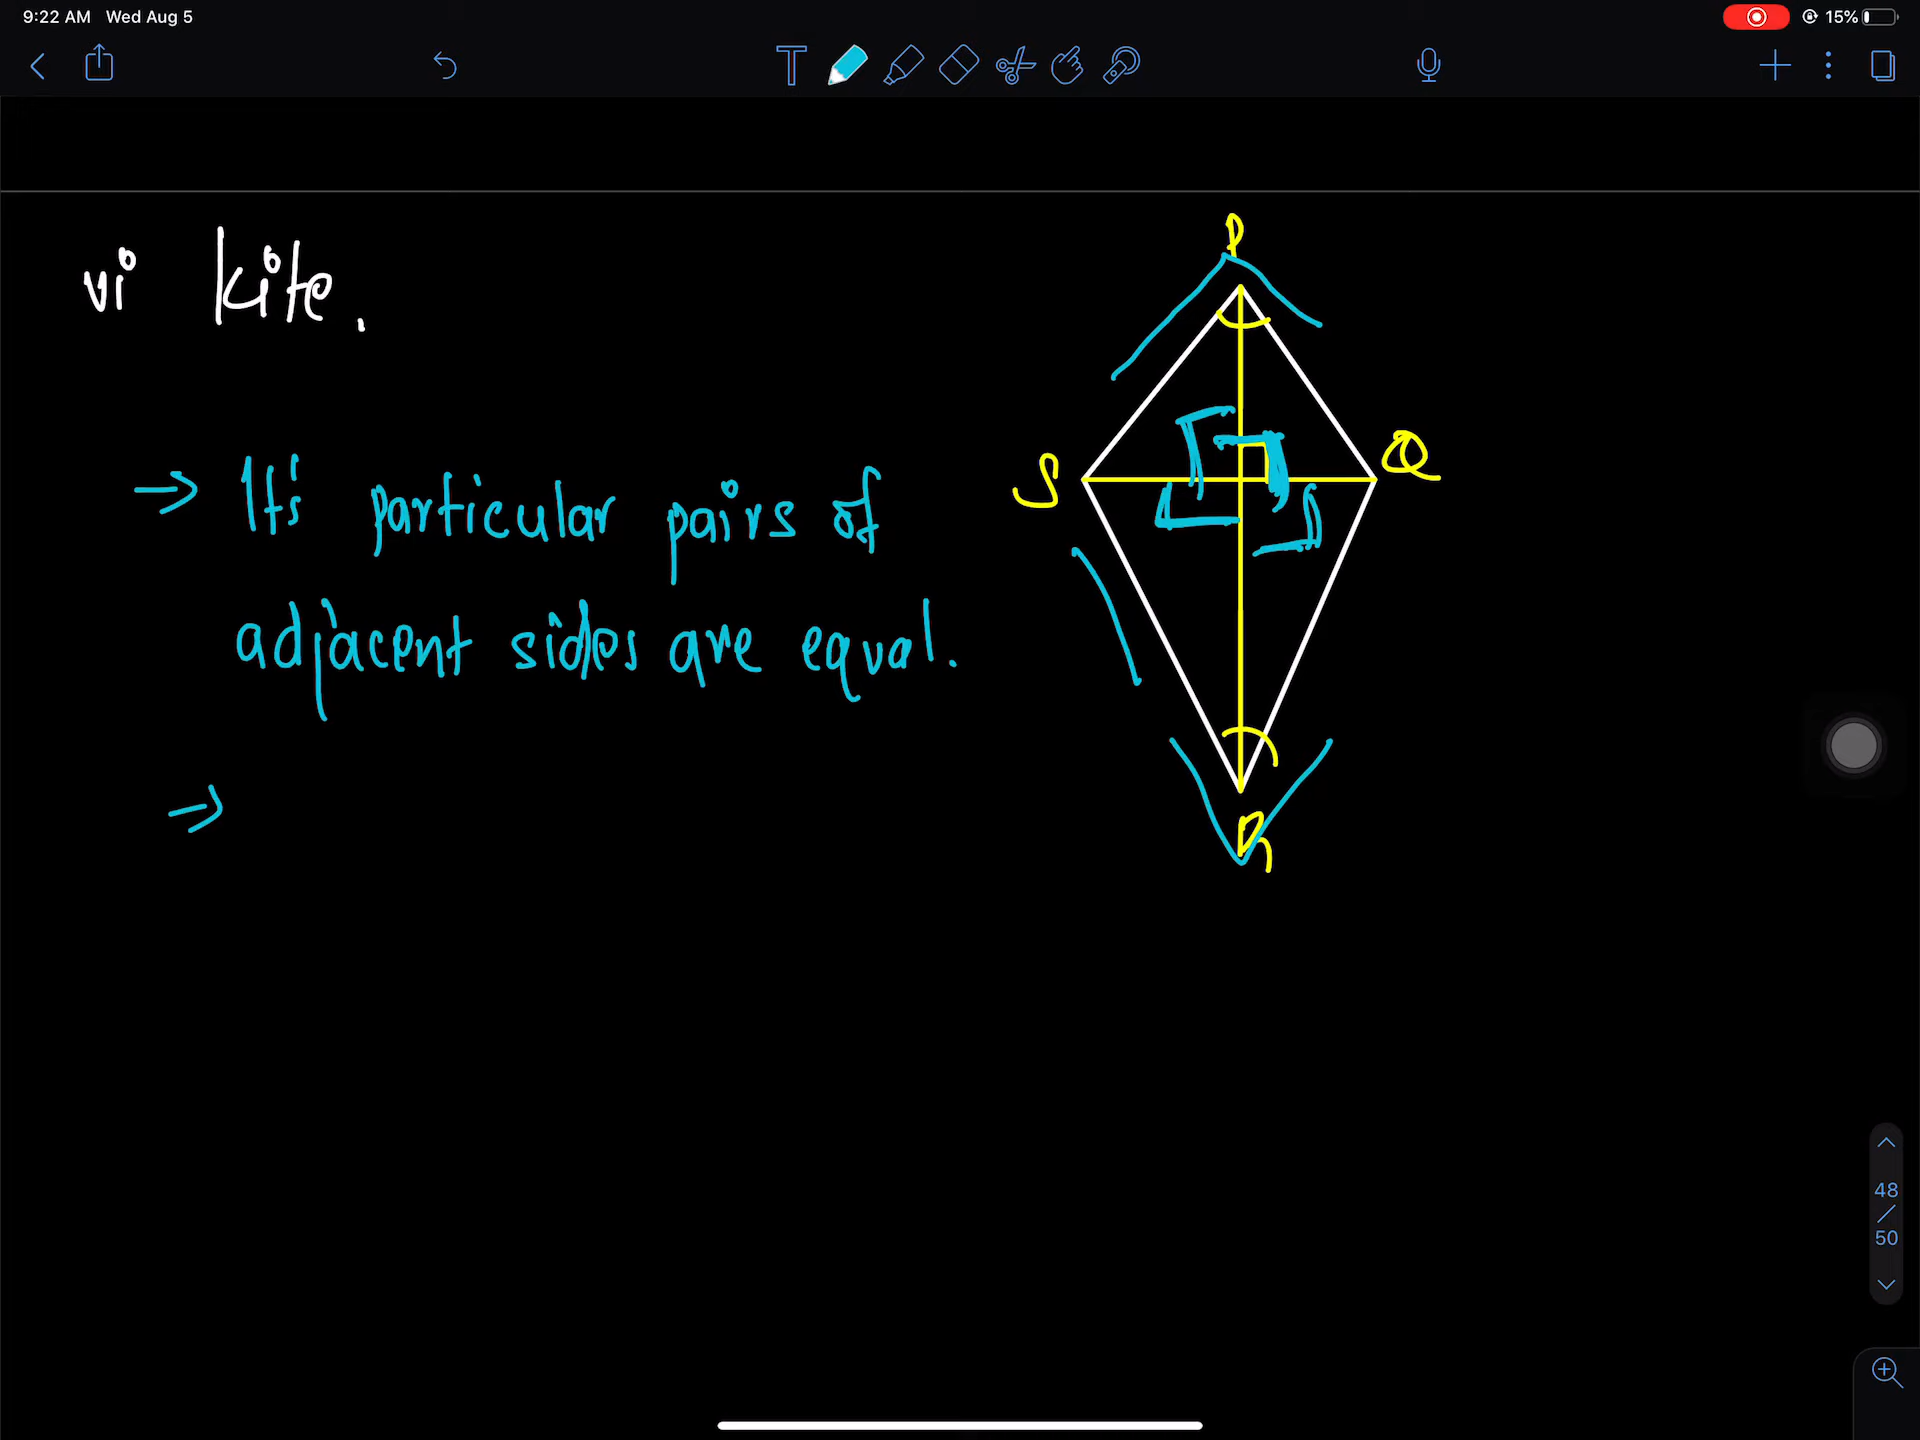 9:22 AM Wed Aug 5
15%
T
vi kite.
P
S
Q
→ It's particular pairs of
adjacent sides are equal.
→
R
48
/
50